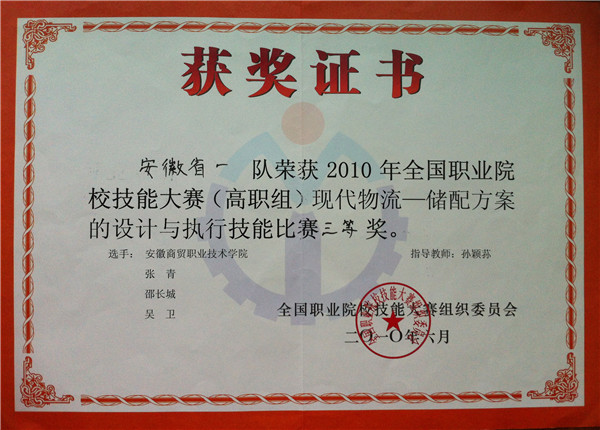 获奖证书
安徽省一 队荣获 2010 年全国职业院
校技能大赛（高职组）现代物流—储配方案
的设计与执行技能比赛三等 奖。
选手： 安徽商贸职业技术学院 指导教师：孙颖荪
张 青
邵长城
吴 卫
全国职业院校技能大赛组织委员会
二〇一〇年六月